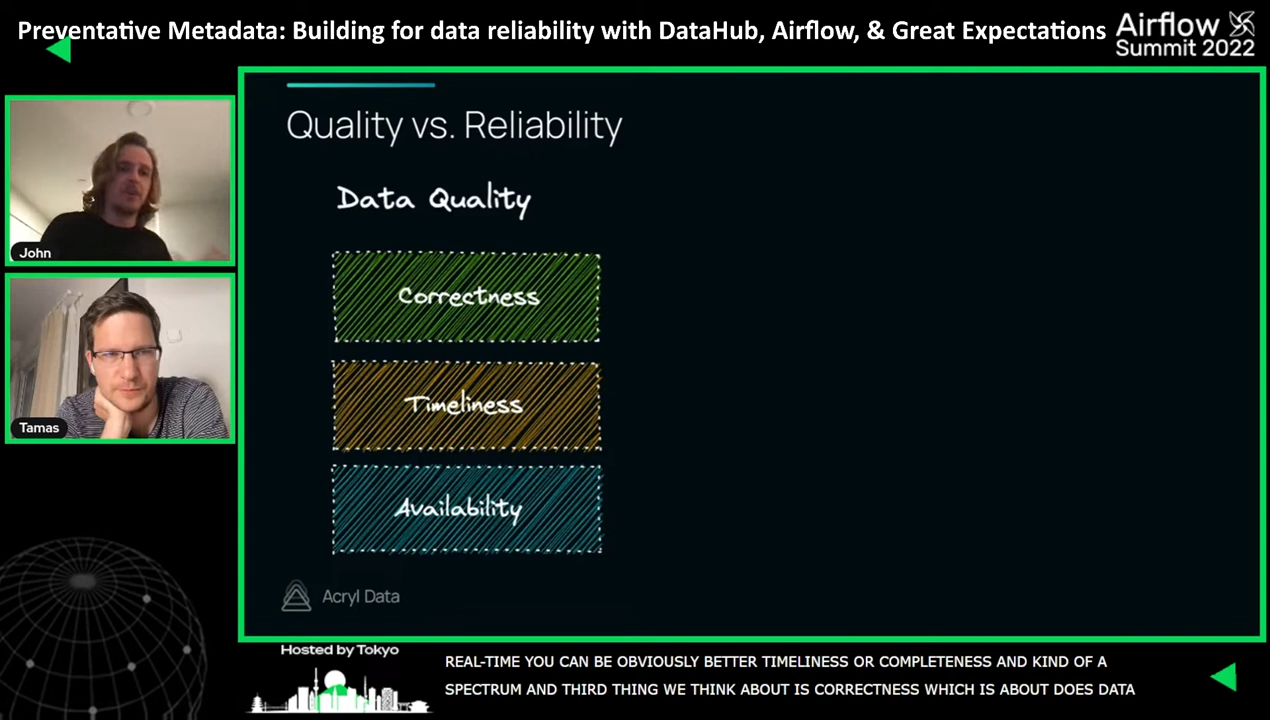 Preventative Metadata: Building for data reliability with DataHub, Airflow, & Great Expectations
Airflow
Summit 2022
John
Tamas
Quality vs. Reliability
Data Quality
Correctness
Timeliness
Availability
Acryl Data
Hosted by Tokyo
REAL-TIME YOU CAN BE OBVIOUSLY BETTER TIMELINESS OR COMPLETENESS AND KIND OF A
SPECTRUM AND THIRD THING WE THINK ABOUT IS CORRECTNESS WHICH IS ABOUT DOES DATA